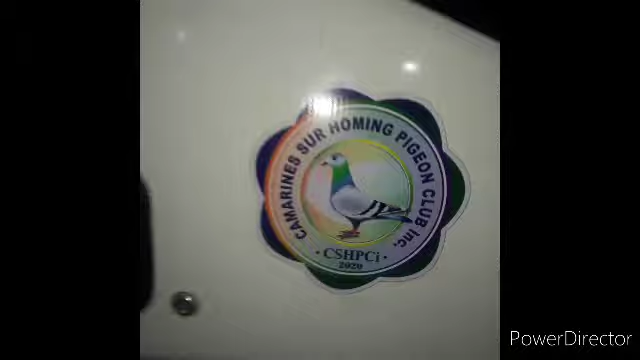 CAMARINES SUR HOMING PIGEON CLUB Inc.
· CSHPCi ·
2020
PowerDirector